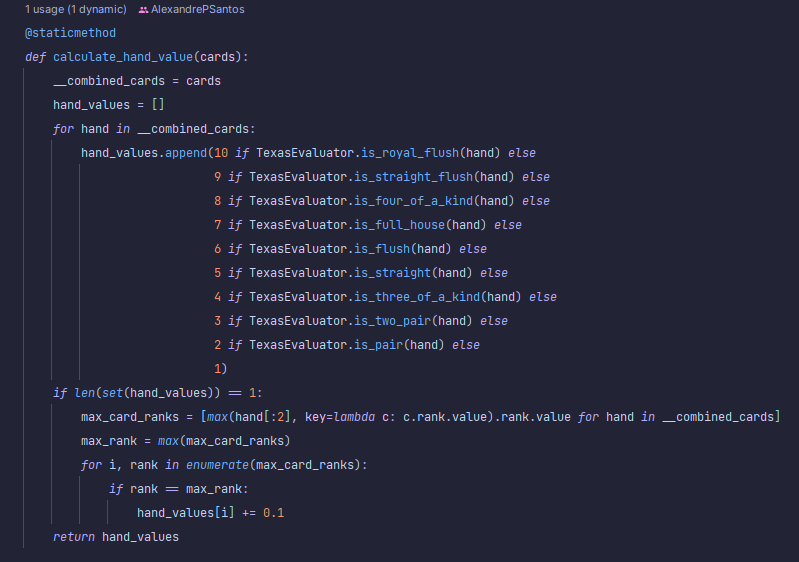 1 usage (1 dynamic) AlexandrePSantos
@staticmethod
def calculate_hand_value(cards):
    __combined_cards = cards
    hand_values = []
    for hand in __combined_cards:
        hand_values.append(10 if TexasEvaluator.is_royal_flush(hand) else
                           9 if TexasEvaluator.is_straight_flush(hand) else
                           8 if TexasEvaluator.is_four_of_a_kind(hand) else
                           7 if TexasEvaluator.is_full_house(hand) else
                           6 if TexasEvaluator.is_flush(hand) else
                           5 if TexasEvaluator.is_straight(hand) else
                           4 if TexasEvaluator.is_three_of_a_kind(hand) else
                           3 if TexasEvaluator.is_two_pair(hand) else
                           2 if TexasEvaluator.is_pair(hand) else
                           1)
    if len(set(hand_values)) == 1:
        max_card_ranks = [max(hand[:2], key=lambda c: c.rank.value).rank.value for hand in __combined_cards]
        max_rank = max(max_card_ranks)
        for i, rank in enumerate(max_card_ranks):
            if rank == max_rank:
                hand_values[i] += 0.1
    return hand_values